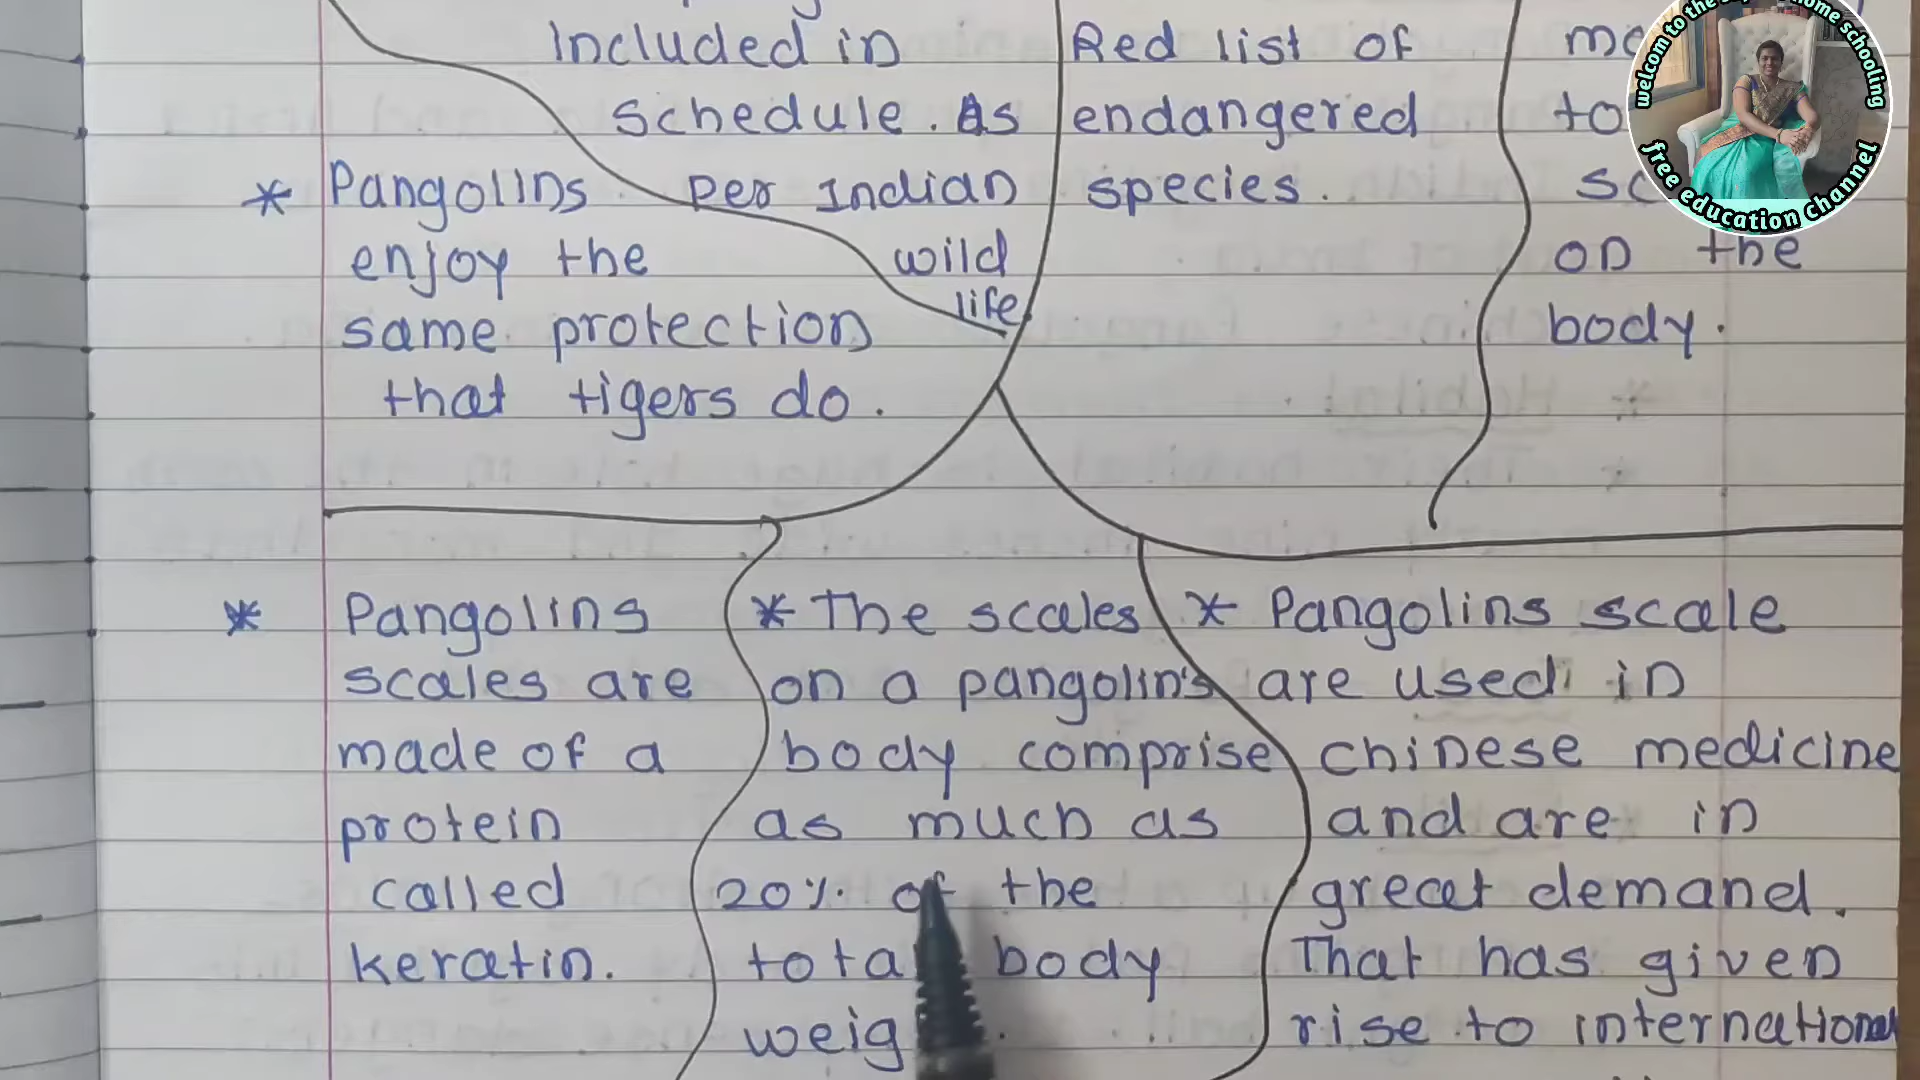 Included in
schedule. As
Per Indian
wild
life
Red list of
endangered
species.
to
on the
body.
* Pangolins
enjoy the
same protection
that tigers do.
* Pangolins
scales are
made of a
protein
called
keratin.
* The scales
on a pangolin's
body comprise
as much as
20% of the
total body
* Pangolins scale
are used in
chinese medicine
and are in
great demand.
That has given
rise to international
welcom to the
home schooling
free education channel